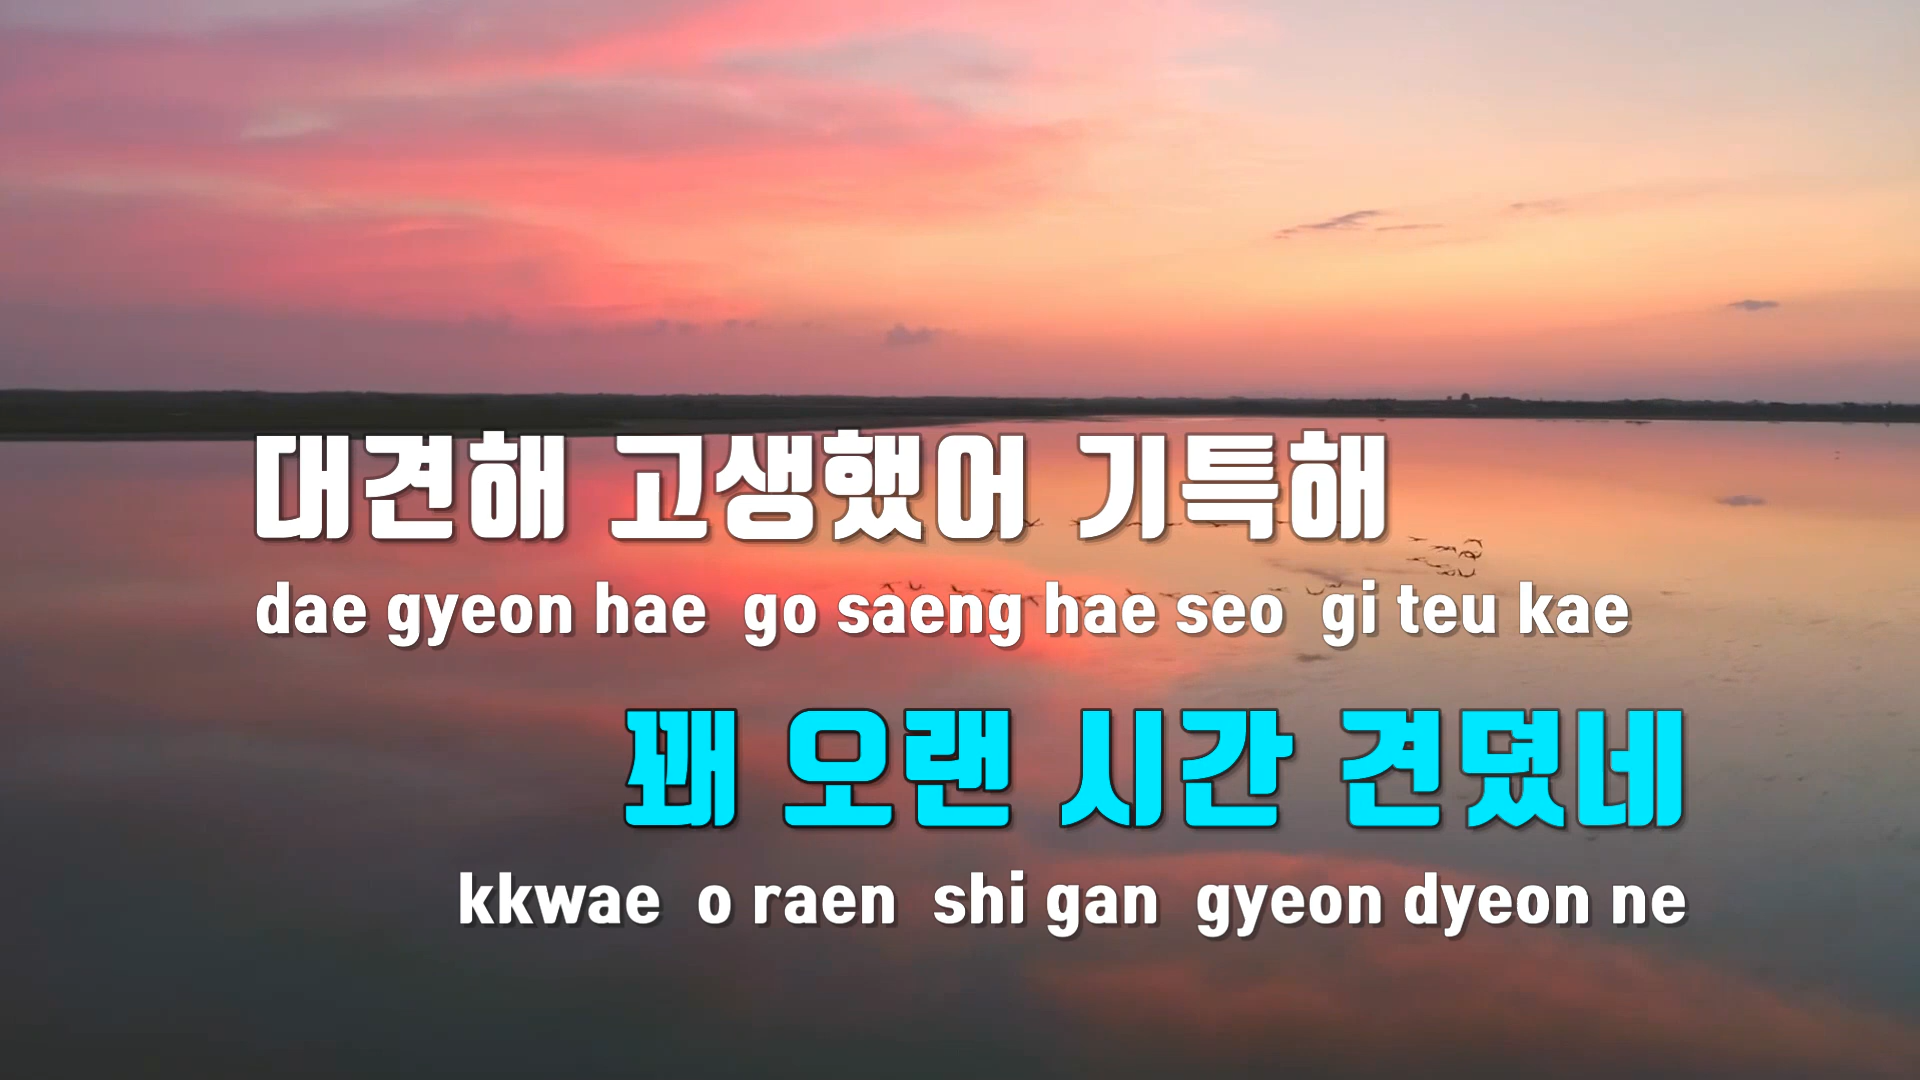 대견해 고생했어 기특해
dae gyeon hae go saeng hae seo gi teu kae
꽤 오랜 시간 견뎠네
kkwae o raen shi gan gyeon dyeon ne